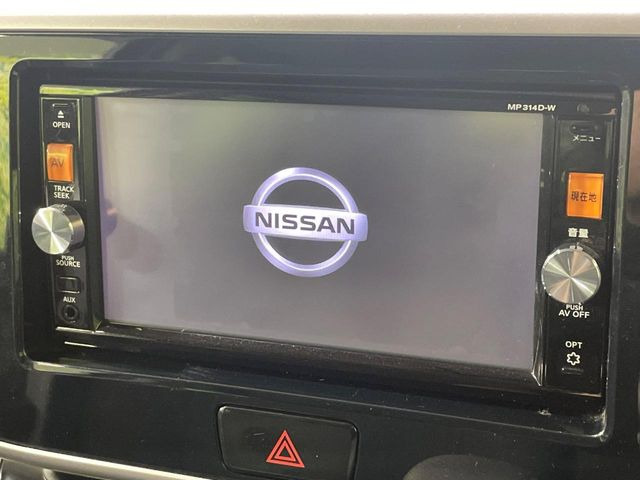 MP314D-W
OPEN
AV
TRACK
SEEK
PUSH
SOURCE
AUX
NISSAN
メニュー
現在地
音量
PUSH
AV OFF
OPT